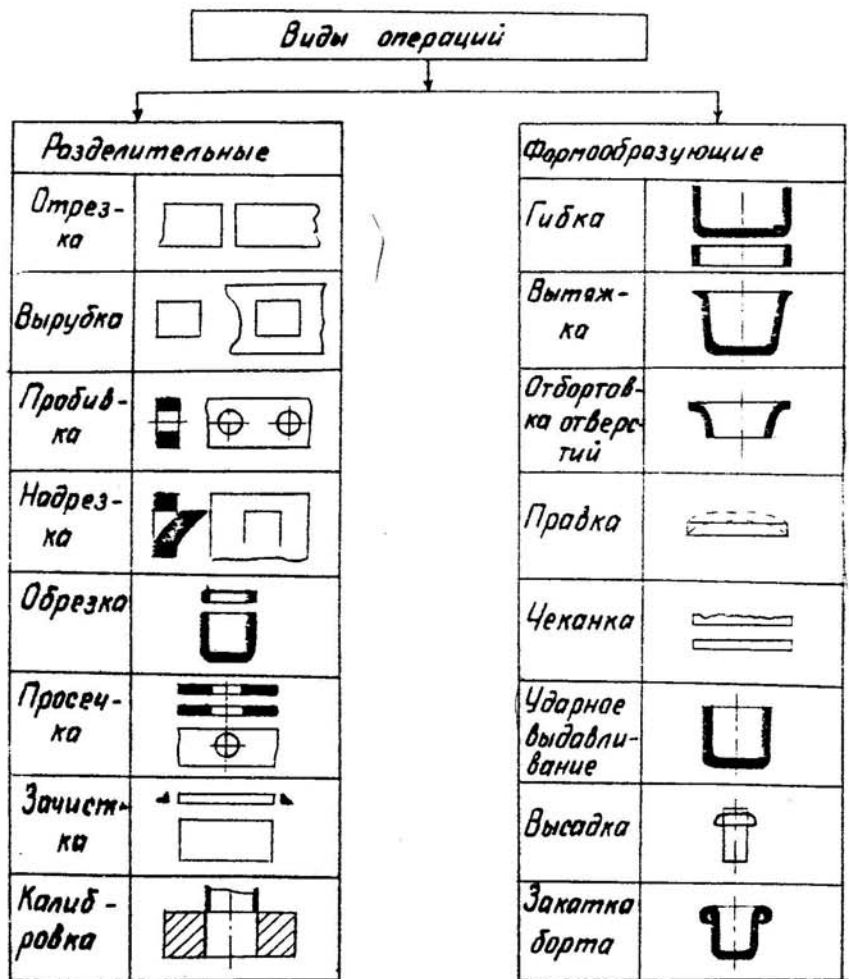 Виды операций
Разделительные
Отрез-
ка
Вырубка
Пробив-
ка
Надрез-
ка
Обрезка
Просеч-
ка
Зачист-
ка
Калиб-
ровка
Формообразующие
Гибка
Вытяж-
ка
Отбортов-
ка отверс-
тий
Правка
Чеканка
Ударное
выдавли-
вание
Высадка
Закатка
борта